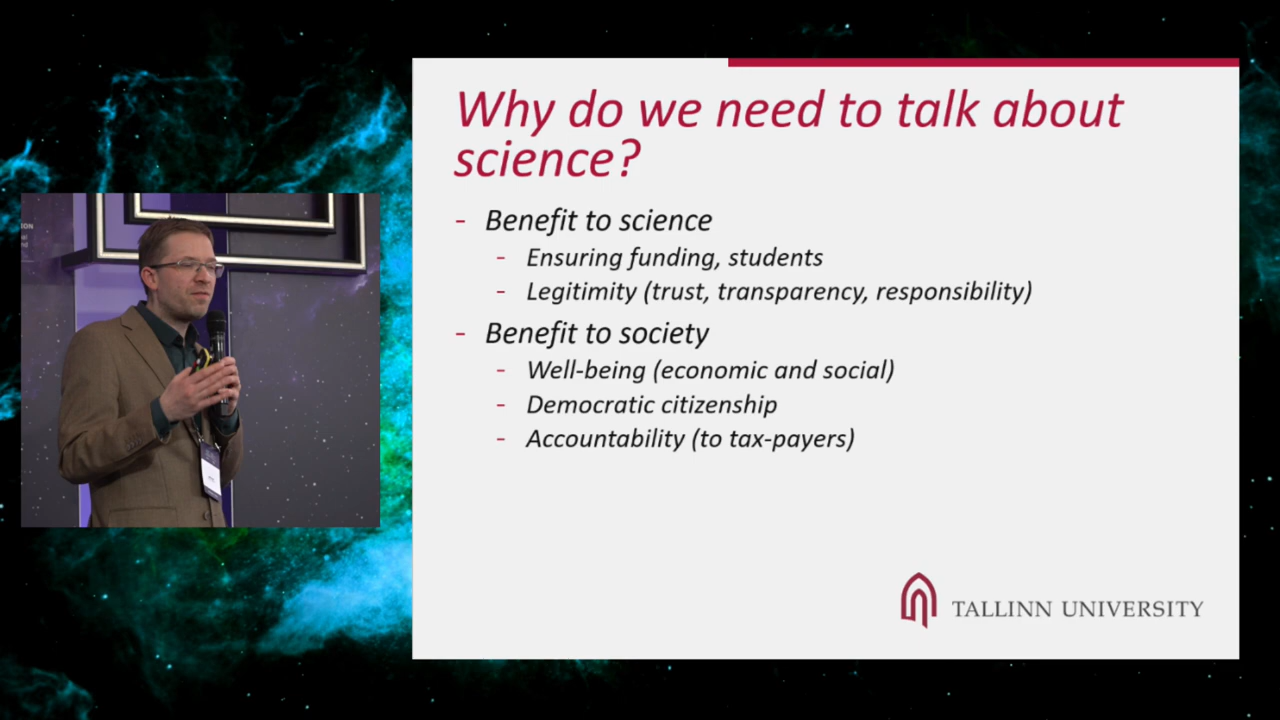 Why do we need to talk about
science?
- Benefit to science
- Ensuring funding, students
- Legitimity (trust, transparency, responsibility)
- Benefit to society
- Well-being (economic and social)
- Democratic citizenship
- Accountability (to tax-payers)
TALLINN UNIVERSITY